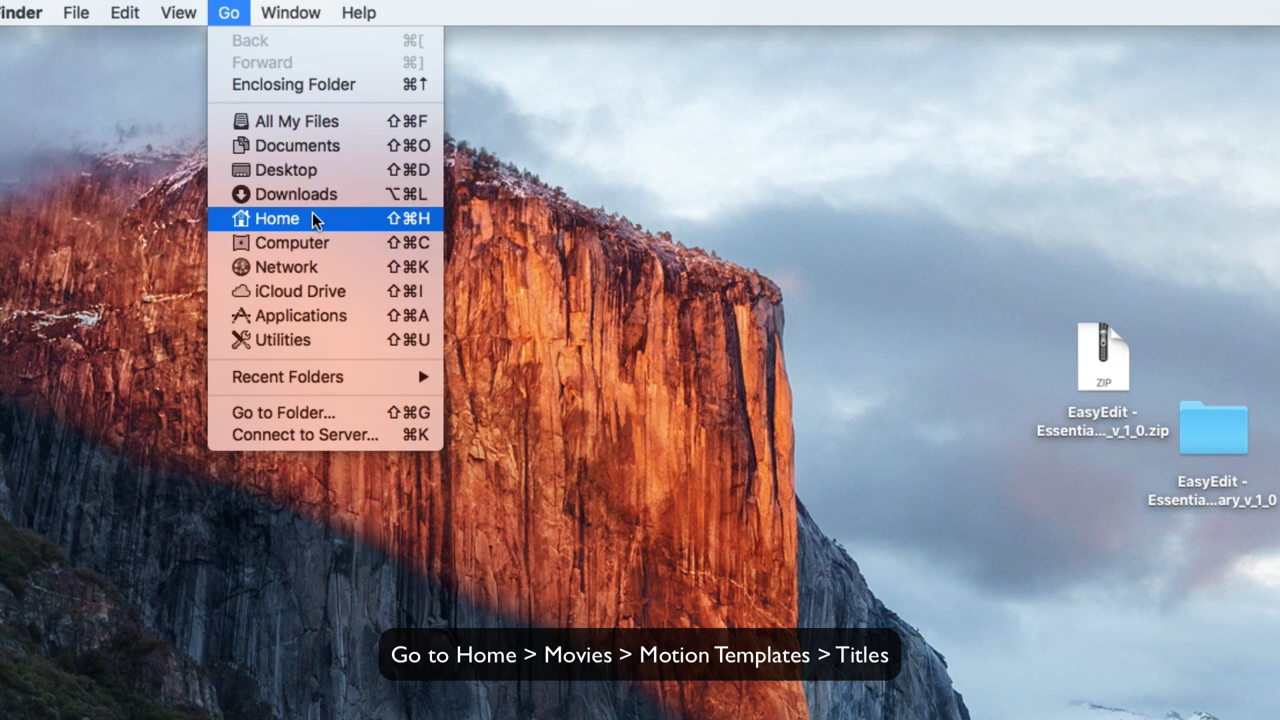 Finder File Edit View Go Window Help
Back ⌘[
Forward ⌘]
Enclosing Folder ⌘↑
All My Files ⇧⌘F
Documents ⇧⌘O
Desktop ⇧⌘D
Downloads ⌥⌘L
Home ⇧⌘H
Computer ⇧⌘C
Network ⇧⌘K
iCloud Drive ⇧⌘I
Applications ⇧⌘A
Utilities ⇧⌘U
Recent Folders ▶
Go to Folder... ⇧⌘G
Connect to Server... ⌘K
ZIP
EasyEdit -
Essentia..._v_1_0.zip
EasyEdit -
Essentia...ary_v_1_0
Go to Home > Movies > Motion Templates > Titles